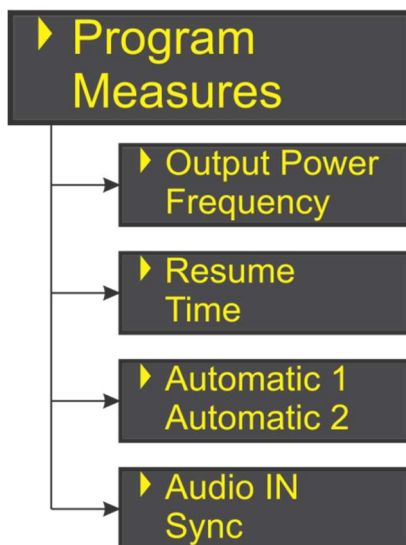 Program
Measures
Output Power
Frequency
Resume
Time
Automatic 1
Automatic 2
Audio IN
Sync